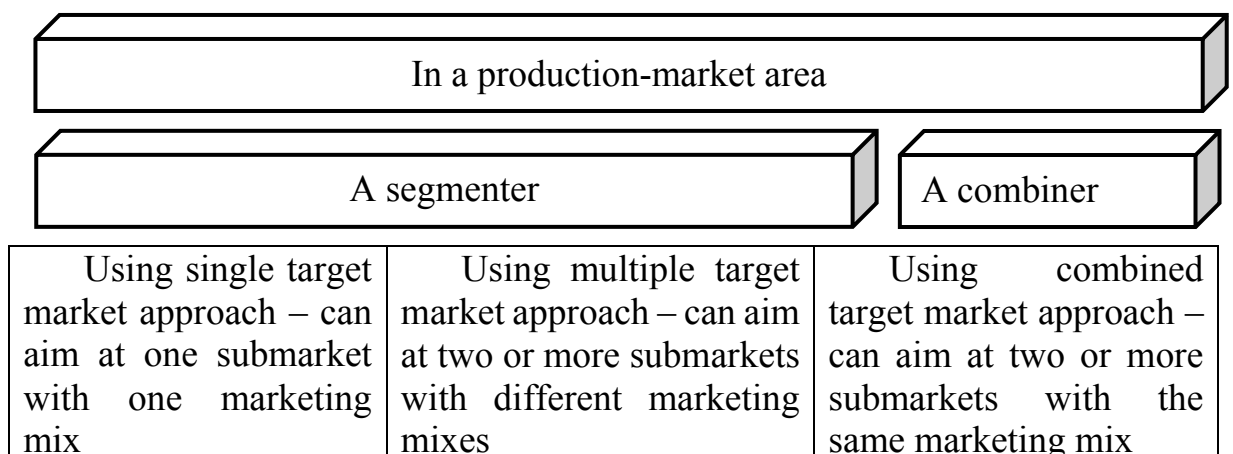 In a production-market area
A segmenter
A combiner
Using single target
market approach – can
aim at one submarket
with one marketing
mix
Using multiple target
market approach – can aim
at two or more submarkets
with different marketing
mixes
Using combined
target market approach –
can aim at two or more
submarkets with the
same marketing mix